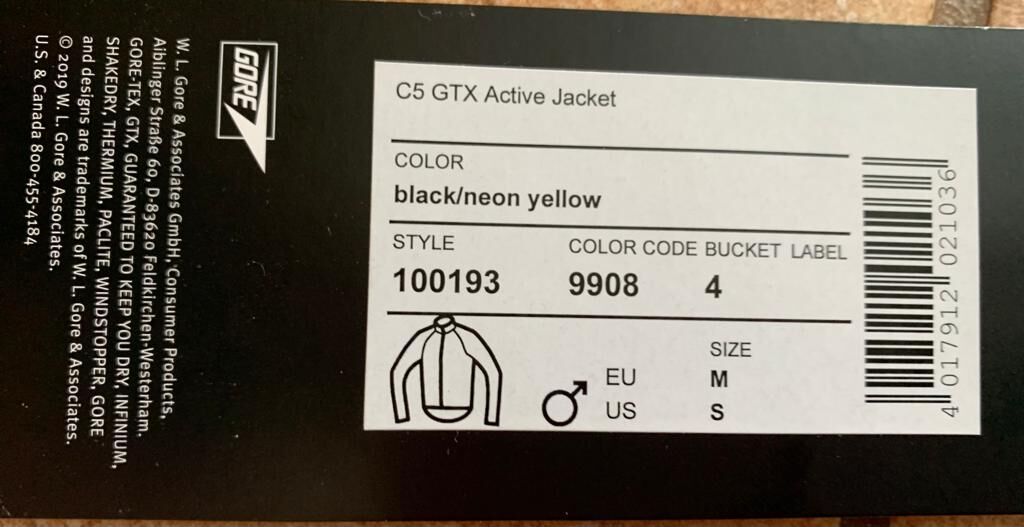 C5 GTX Active Jacket
COLOR
black/neon yellow
STYLE COLOR CODE BUCKET LABEL
100193 9908 4
SIZE
EU M
US S
4 017912 021036
GORE
W. L. Gore & Associates GmbH, Consumer Products,
Aiblinger Straße 60, D-83620 Feldkirchen-Westerham.
GORE-TEX, GTX, GUARANTEED TO KEEP YOU DRY, INFINIUM,
SHAKEDRY, THERMIUM, PACLITE, WINDSTOPPER, GORE
and designs are trademarks of W. L. Gore & Associates.
© 2019 W. L. Gore & Associates.
U.S. & Canada 800-455-4184